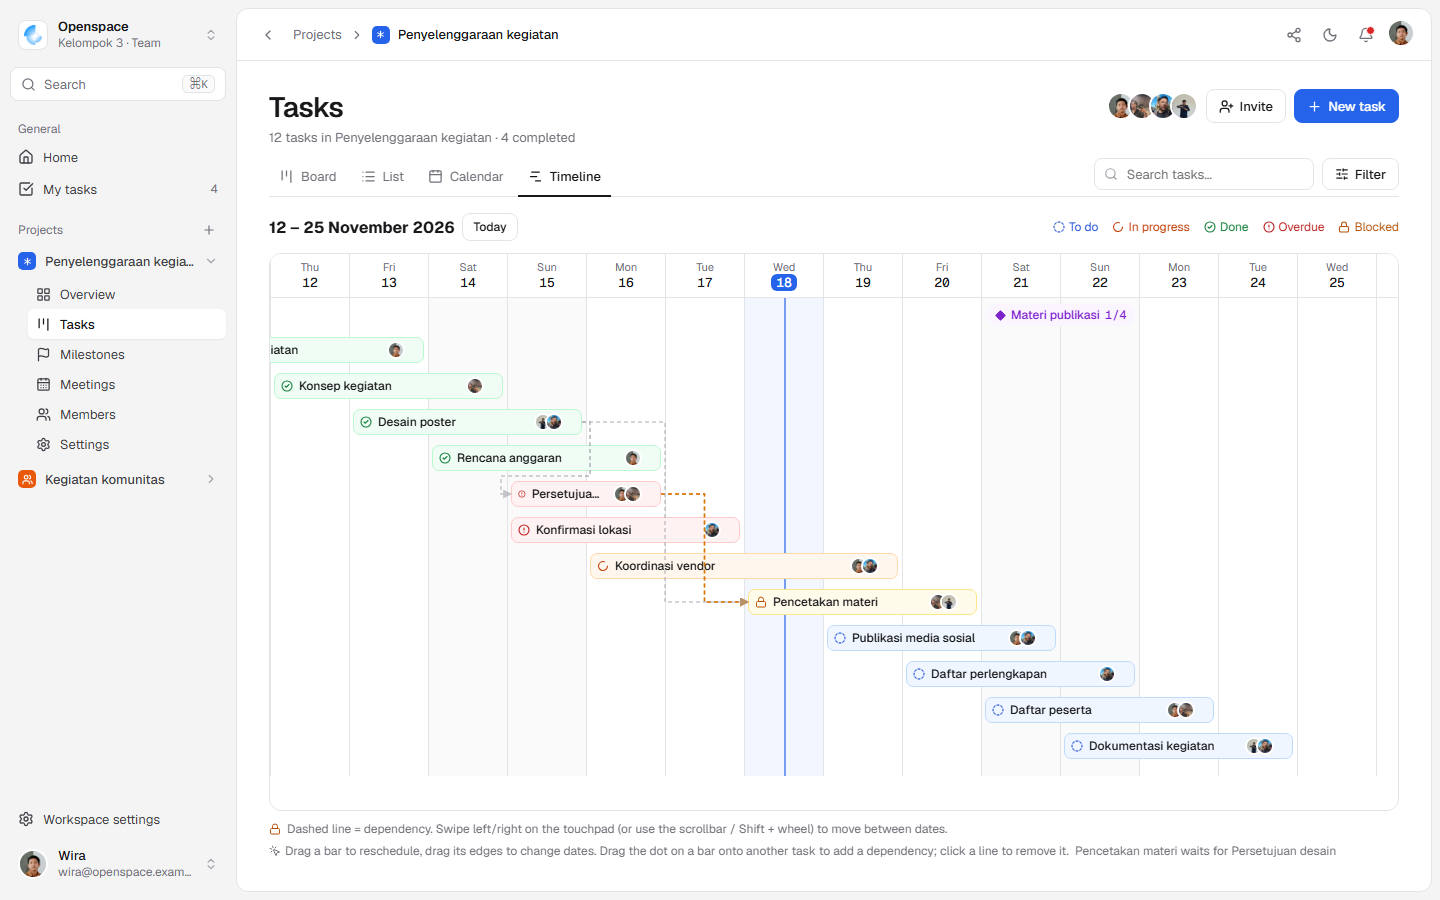 Openspace
Kelompok 3 · Team
Search
⌘K
General
Home
My tasks
4
Projects
Penyelenggaraan kegia...
Overview
Tasks
Milestones
Meetings
Members
Settings
Kegiatan komunitas
Workspace settings
Wira
wira@openspace.exam...
Projects
Penyelenggaraan kegiatan
Tasks
12 tasks in Penyelenggaraan kegiatan · 4 completed
Invite
New task
Board
List
Calendar
Timeline
Search tasks...
Filter
12 – 25 November 2026
Today
To do
In progress
Done
Overdue
Blocked
Thu Fri Sat Sun Mon Tue Wed Thu Fri Sat Sun Mon Tue Wed
12 13 14 15 16 17 18 19 20 21 22 23 24 25
Materi publikasi 1/4
iatan
Konsep kegiatan
Desain poster
Rencana anggaran
Persetujua...
Konfirmasi lokasi
Koordinasi vendor
Pencetakan materi
Publikasi media sosial
Daftar perlengkapan
Daftar peserta
Dokumentasi kegiatan
Dashed line = dependency. Swipe left/right on the touchpad (or use the scrollbar / Shift + wheel) to move between dates.
Drag a bar to reschedule, drag its edges to change dates. Drag the dot on a bar onto another task to add a dependency; click a line to remove it. Pencetakan materi waits for Persetujuan desain